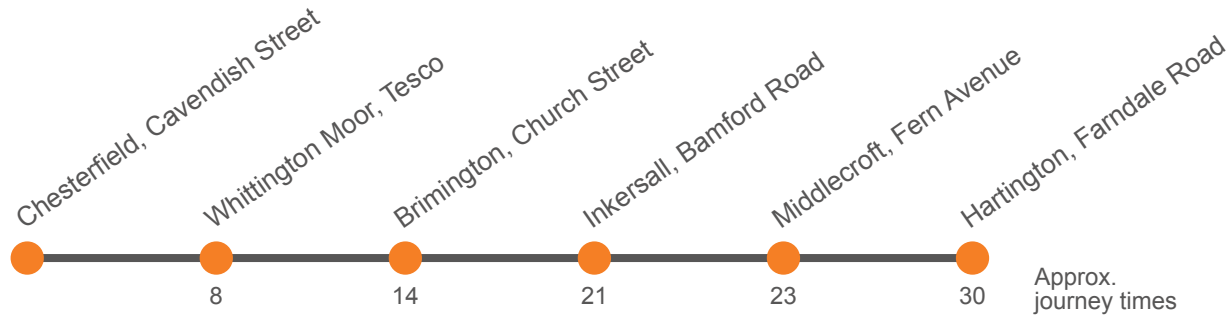 Chesterfield, Cavendish Street
Whittington Moor, Tesco
Brimington, Church Street
Inkersall, Bamford Road
Middlecroft, Fern Avenue
Hartington, Farndale Road
8
14
21
23
30
Approx.
journey times